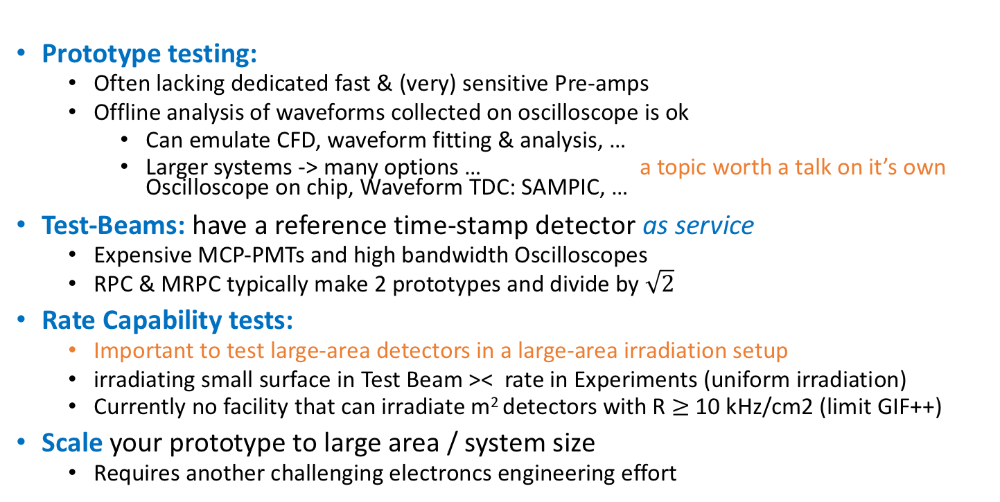 • Prototype testing:
• Often lacking dedicated fast & (very) sensitive Pre-amps
• Offline analysis of waveforms collected on oscilloscope is ok
• Can emulate CFD, waveform fitting & analysis, …
• Larger systems -> many options … a topic worth a talk on it’s own
Oscilloscope on chip, Waveform TDC: SAMPIC, …
• Test-Beams: have a reference time-stamp detector as service
• Expensive MCP-PMTs and high bandwidth Oscilloscopes
• RPC & MRPC typically make 2 prototypes and divide by √2
• Rate Capability tests:
• Important to test large-area detectors in a large-area irradiation setup
• irradiating small surface in Test Beam >< rate in Experiments (uniform irradiation)
• Currently no facility that can irradiate m² detectors with R ≥ 10 kHz/cm2 (limit GIF++)
• Scale your prototype to large area / system size
• Requires another challenging electroncs engineering effort